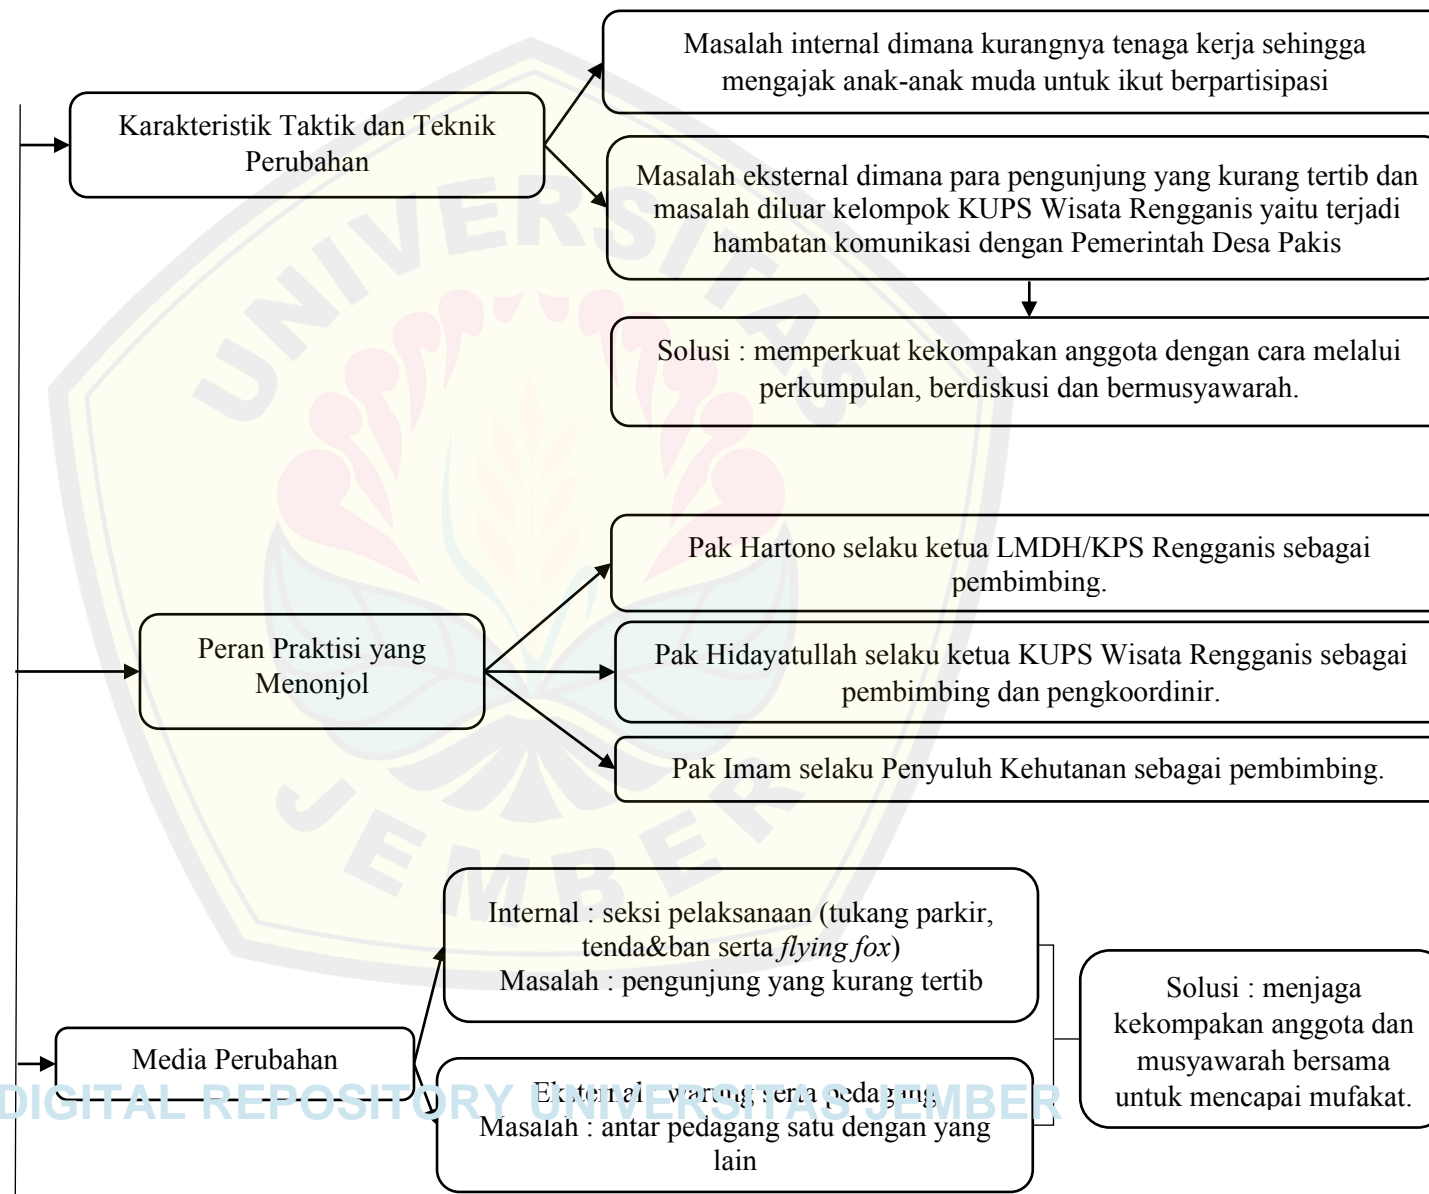 Masalah internal dimana kurangnya tenaga kerja sehingga
mengajak anak-anak muda untuk ikut berpartisipasi
Karakteristik Taktik dan Teknik
Perubahan
Masalah eksternal dimana para pengunjung yang kurang tertib dan
masalah diluar kelompok KUPS Wisata Rengganis yaitu terjadi
hambatan komunikasi dengan Pemerintah Desa Pakis
Solusi : memperkuat kekompakan anggota dengan cara melalui
perkumpulan, berdiskusi dan bermusyawarah.
Pak Hartono selaku ketua LMDH/KPS Rengganis sebagai
pembimbing.
Peran Praktisi yang
Menonjol
Pak Hidayatullah selaku ketua KUPS Wisata Rengganis sebagai
pembimbing dan pengkoordinir.
Pak Imam selaku Penyuluh Kehutanan sebagai pembimbing.
Internal : seksi pelaksanaan (tukang parkir,
tenda&ban serta flying fox)
Masalah : pengunjung yang kurang tertib
Media Perubahan
Eksternal : warung serta pedagang
Masalah : antar pedagang satu dengan yang
lain
Solusi : menjaga
kekompakan anggota dan
musyawarah bersama
untuk mencapai mufakat.
UNIVERSITAS
JEMBER
DIGITAL REPOSITORY UNIVERSITAS JEMBER